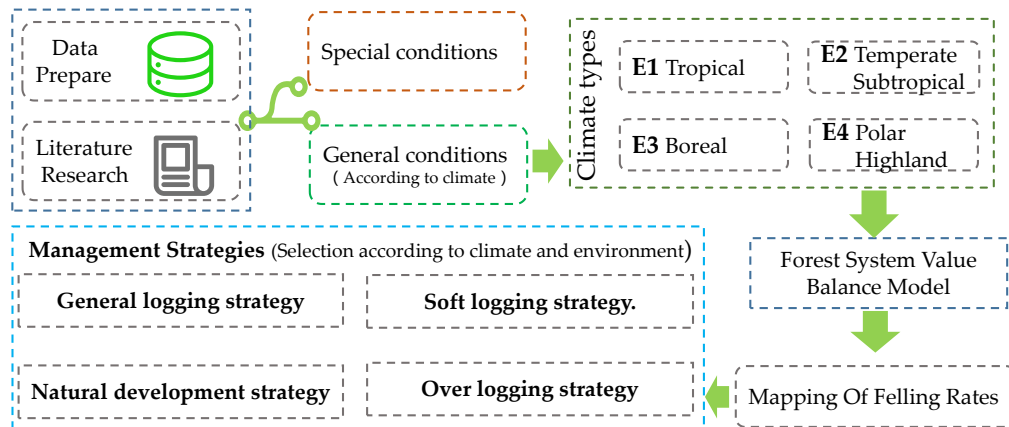 Data
Prepare
Literature
Research
Special conditions
General conditions
( According to climate )
Climate types
E1 Tropical
E2 Temperate
Subtropical
E3 Boreal
E4 Polar
Highland
Forest System Value
Balance Model
Mapping Of Felling Rates
Management Strategies (Selection according to climate and environment)
General logging strategy
Soft logging strategy.
Natural development strategy
Over logging strategy